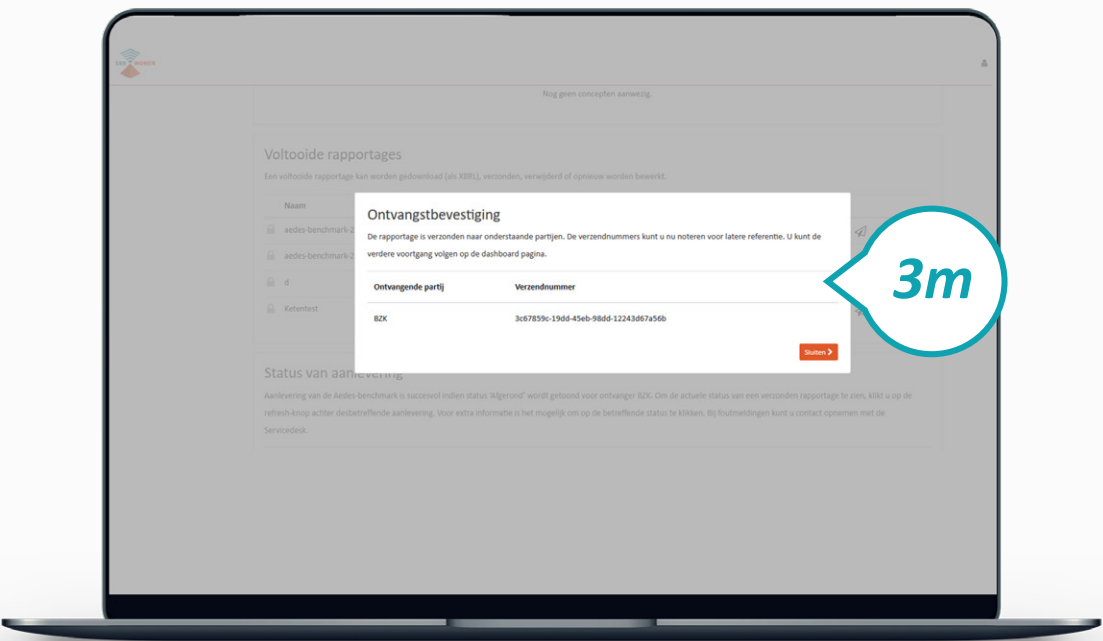 SBR WONEN
Nog geen concepten aanwezig.
Voltooide rapportages
Een voltooide rapportage kan worden gedownload (als XBRL), verzonden, verwijderd of opnieuw worden bewerkt.
Naam
aedes-benchmark-2
aedes-benchmark-2
d
Ketentest
Ontvangstbevestiging
De rapportage is verzonden naar onderstaande partijen. De verzendnummers kunt u nu noteren voor latere referentie. U kunt de
verdere voortgang volgen op de dashboard pagina.
Ontvangende partij Verzendnummer
BZK 3c67859c-19dd-45eb-98dd-12243d67a56b
Sluiten
3m
Status van aanlevering
Aanlevering van de Aedes-benchmark is succesvol indien status 'Afgerond' wordt getoond voor ontvanger BZK. Om de actuele status van een verzonden rapportage te zien, klikt u op de
refresh-knop achter desbetreffende aanlevering. Voor extra informatie is het mogelijk om op de betreffende status te klikken. Bij foutmeldingen kunt u contact opnemen met de
Servicedesk.